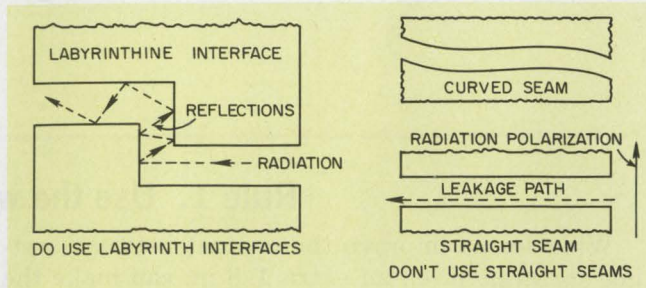 LABYRINTHINE INTERFACE
REFLECTIONS
RADIATION
DO USE LABYRINTH INTERFACES
CURVED SEAM
RADIATION POLARIZATION
LEAKAGE PATH
STRAIGHT SEAM
DON'T USE STRAIGHT SEAMS